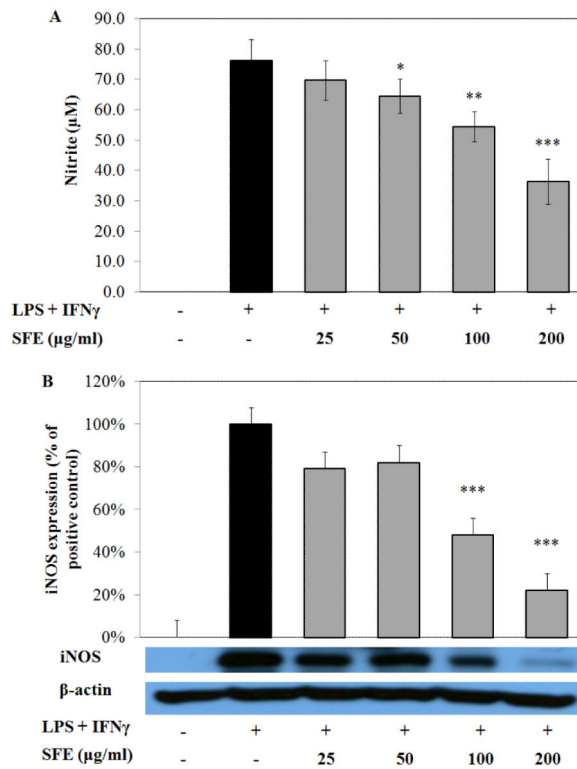 A
90.0
80.0
70.0
60.0
50.0
40.0
30.0
20.0
10.0
0.0
Nitrite (µM)
*
**
***
LPS + IFNγ - + + + + +
SFE (µg/ml) - - 25 50 100 200
B
120%
100%
80%
60%
40%
20%
0%
iNOS expression (% of
positive control)
***
***
iNOS
β-actin
LPS + IFNγ - + + + + +
SFE (µg/ml) - - 25 50 100 200